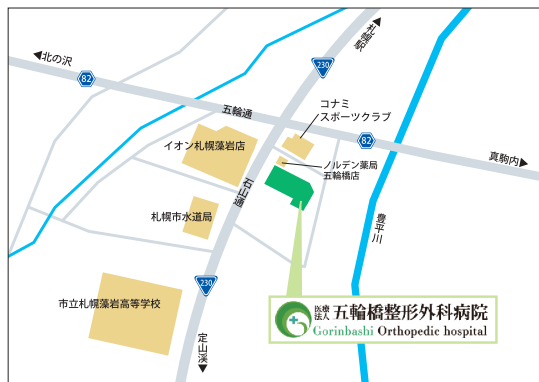 札幌駅
北の沢
82
230
五輪通
コナミ
スポーツクラブ
82
イオン札幌藻岩店
真駒内
ノルデン薬局
五輪橋店
石山通
札幌市水道局
豊平川
230
市立札幌藻岩高等学校
定山渓
医療
法人
五輪橋整形外科病院
Gorinbashi Orthopedic hospital